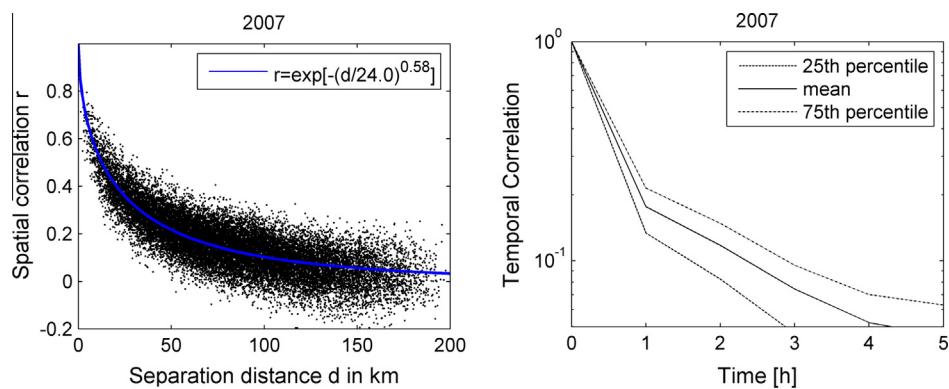 2007
r=exp[-(d/24.0)^0.58]
0.8
0.6
0.4
0.2
0
-0.2
Spatial correlation r
0 50 100 150 200
Separation distance d in km
2007
25th percentile
mean
75th percentile
10^0
10^-1
Temporal Correlation
0 1 2 3 4 5
Time [h]